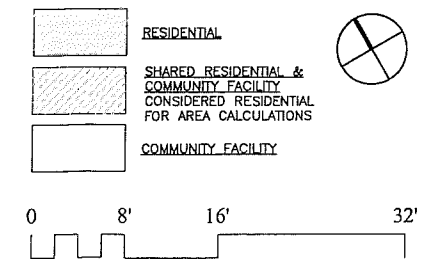 RESIDENTIAL
SHARED RESIDENTIAL &
COMMUNITY FACILITY
CONSIDERED RESIDENTIAL
FOR AREA CALCULATIONS
COMMUNITY FACILITY
0 8' 16' 32'